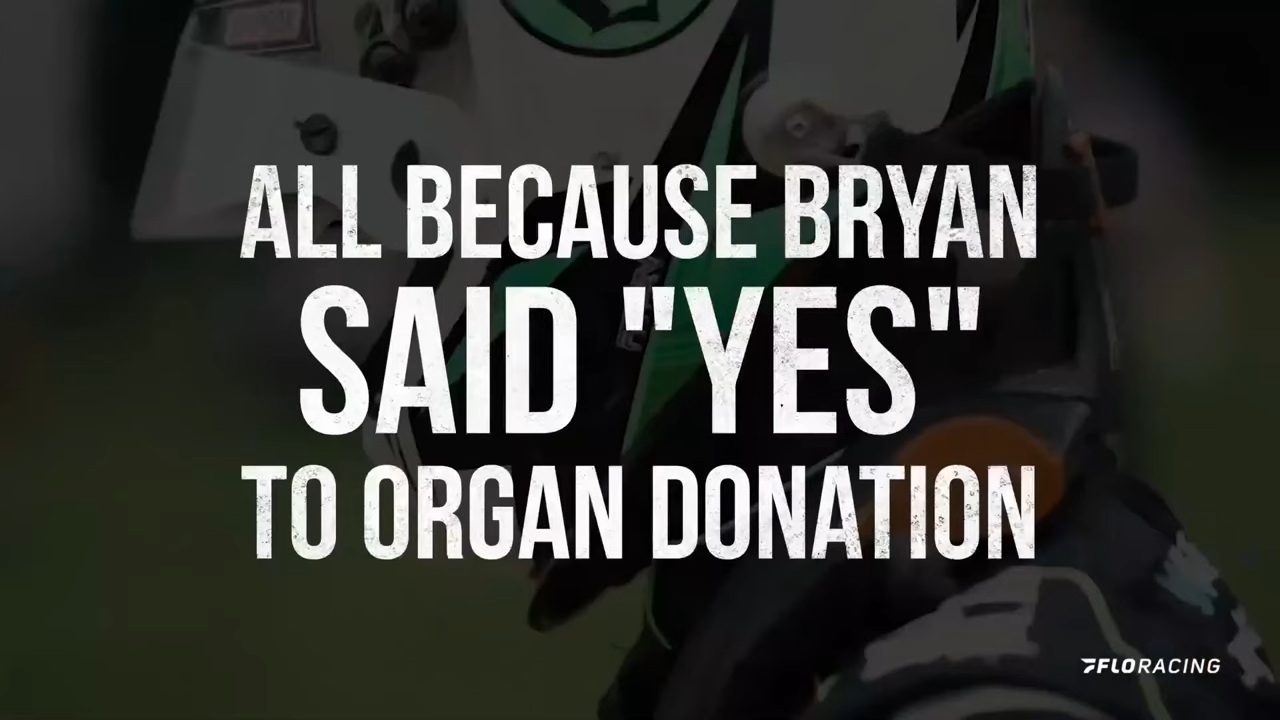 ALL BECAUSE BRYAN
SAID "YES"
TO ORGAN DONATION
FLORACING